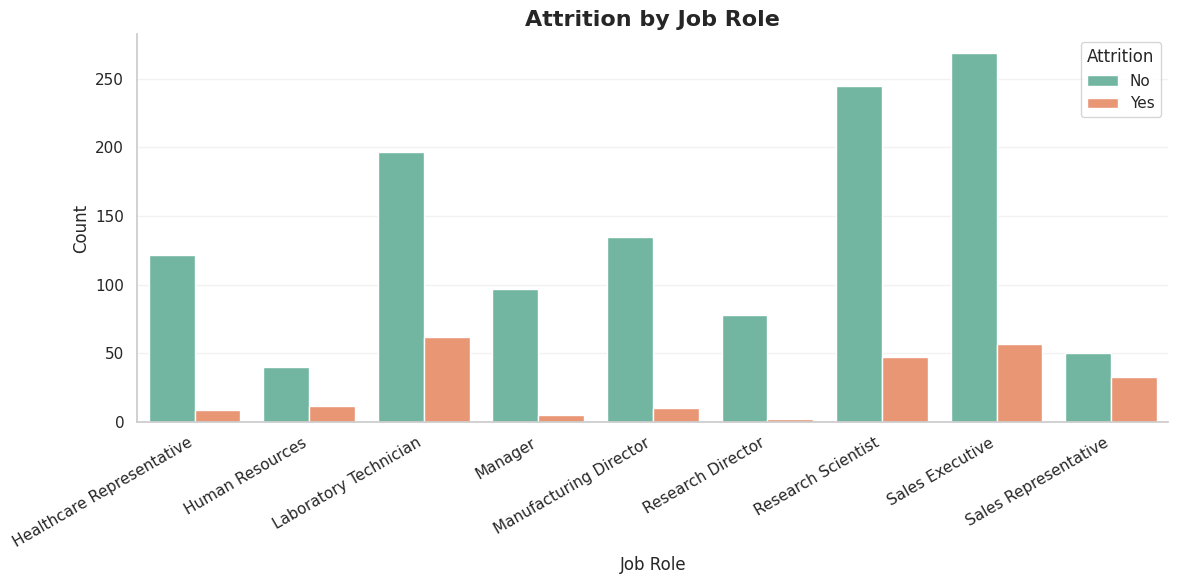 Attrition by Job Role
Attrition
No
Yes
Count
250
200
150
100
50
0
Healthcare Representative
Human Resources
Laboratory Technician
Manager
Manufacturing Director
Research Director
Research Scientist
Sales Executive
Sales Representative
Job Role